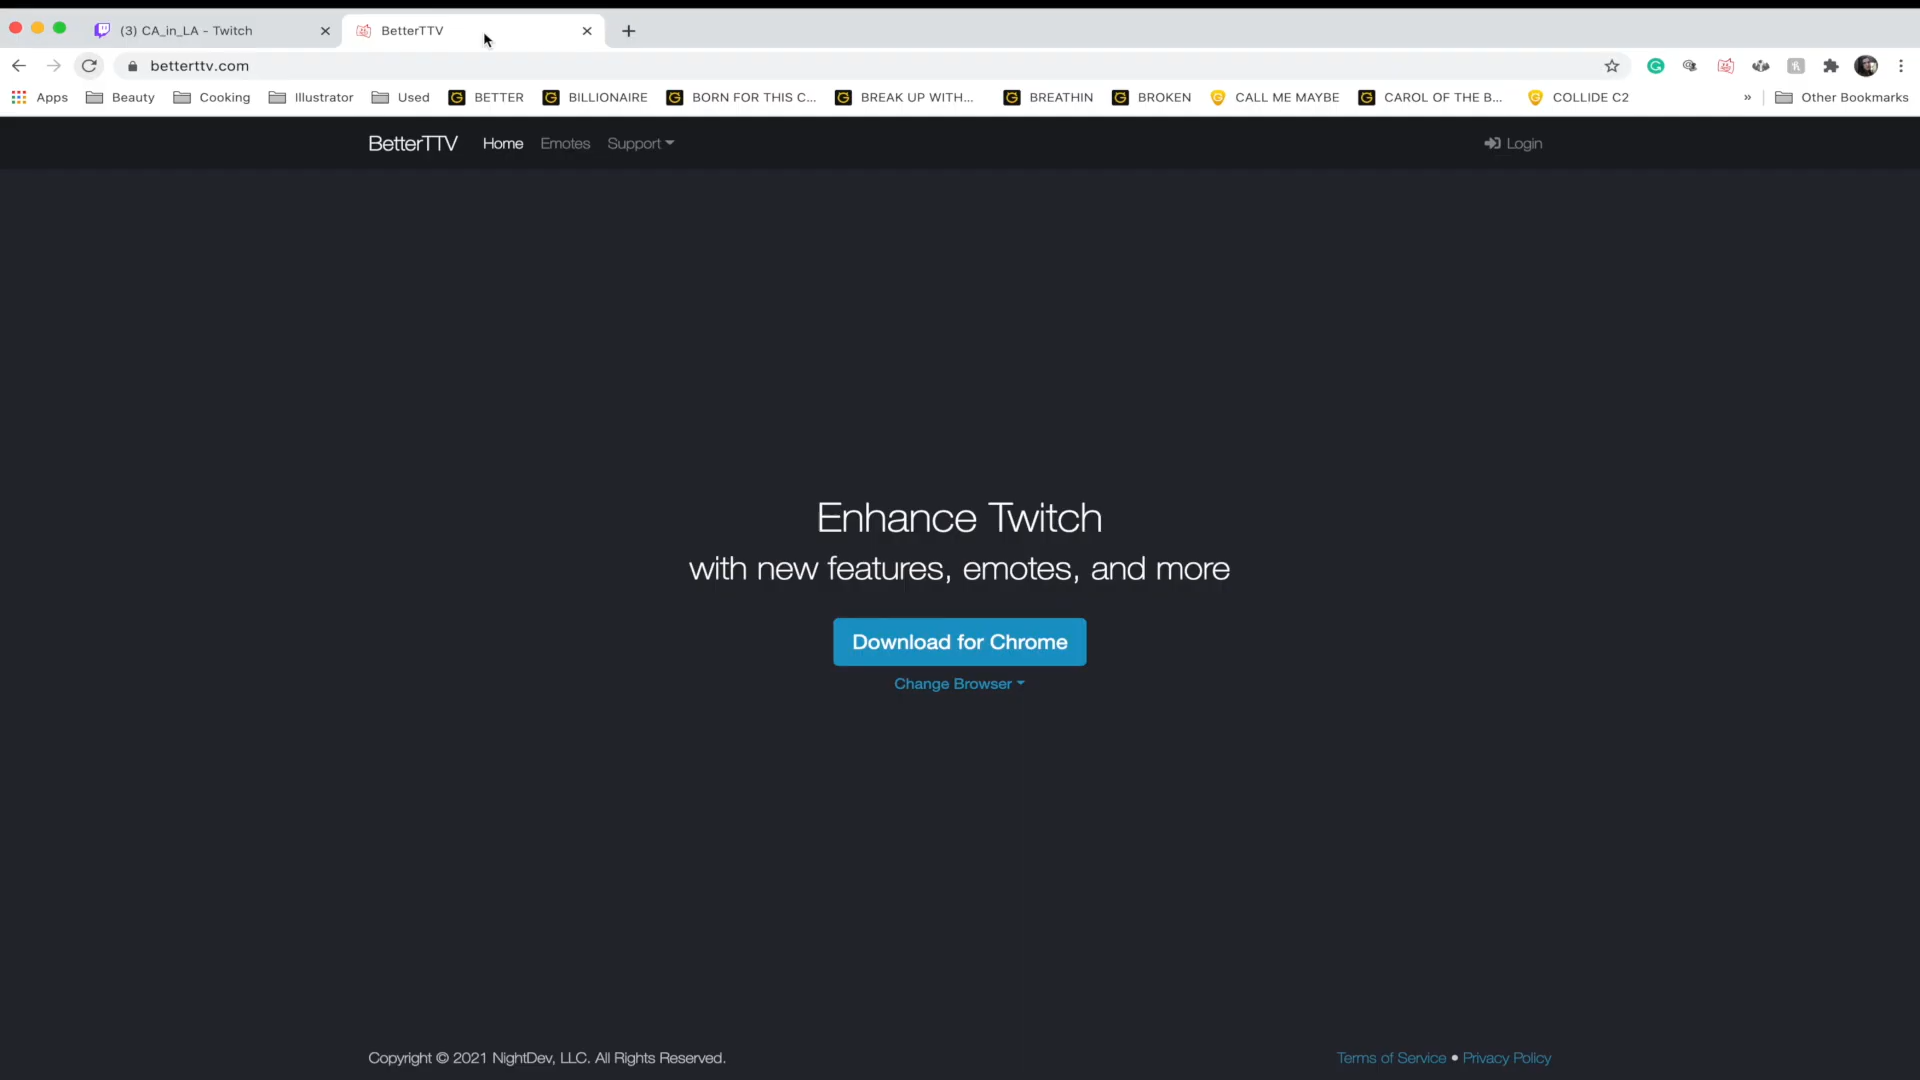 (3) CA_in_LA - Twitch
BetterTTV
betterttv.com
Apps Beauty Cooking Illustrator Used BETTER BILLIONAIRE BORN FOR THIS C... BREAK UP WITH... BREATHIN BROKEN CALL ME MAYBE CAROL OF THE B... COLLIDE C2 » Other Bookmarks
BetterTTV Home Emotes Support Login
Enhance Twitch
with new features, emotes, and more
Download for Chrome
Change Browser
Copyright © 2021 NightDev, LLC. All Rights Reserved.
Terms of Service • Privacy Policy